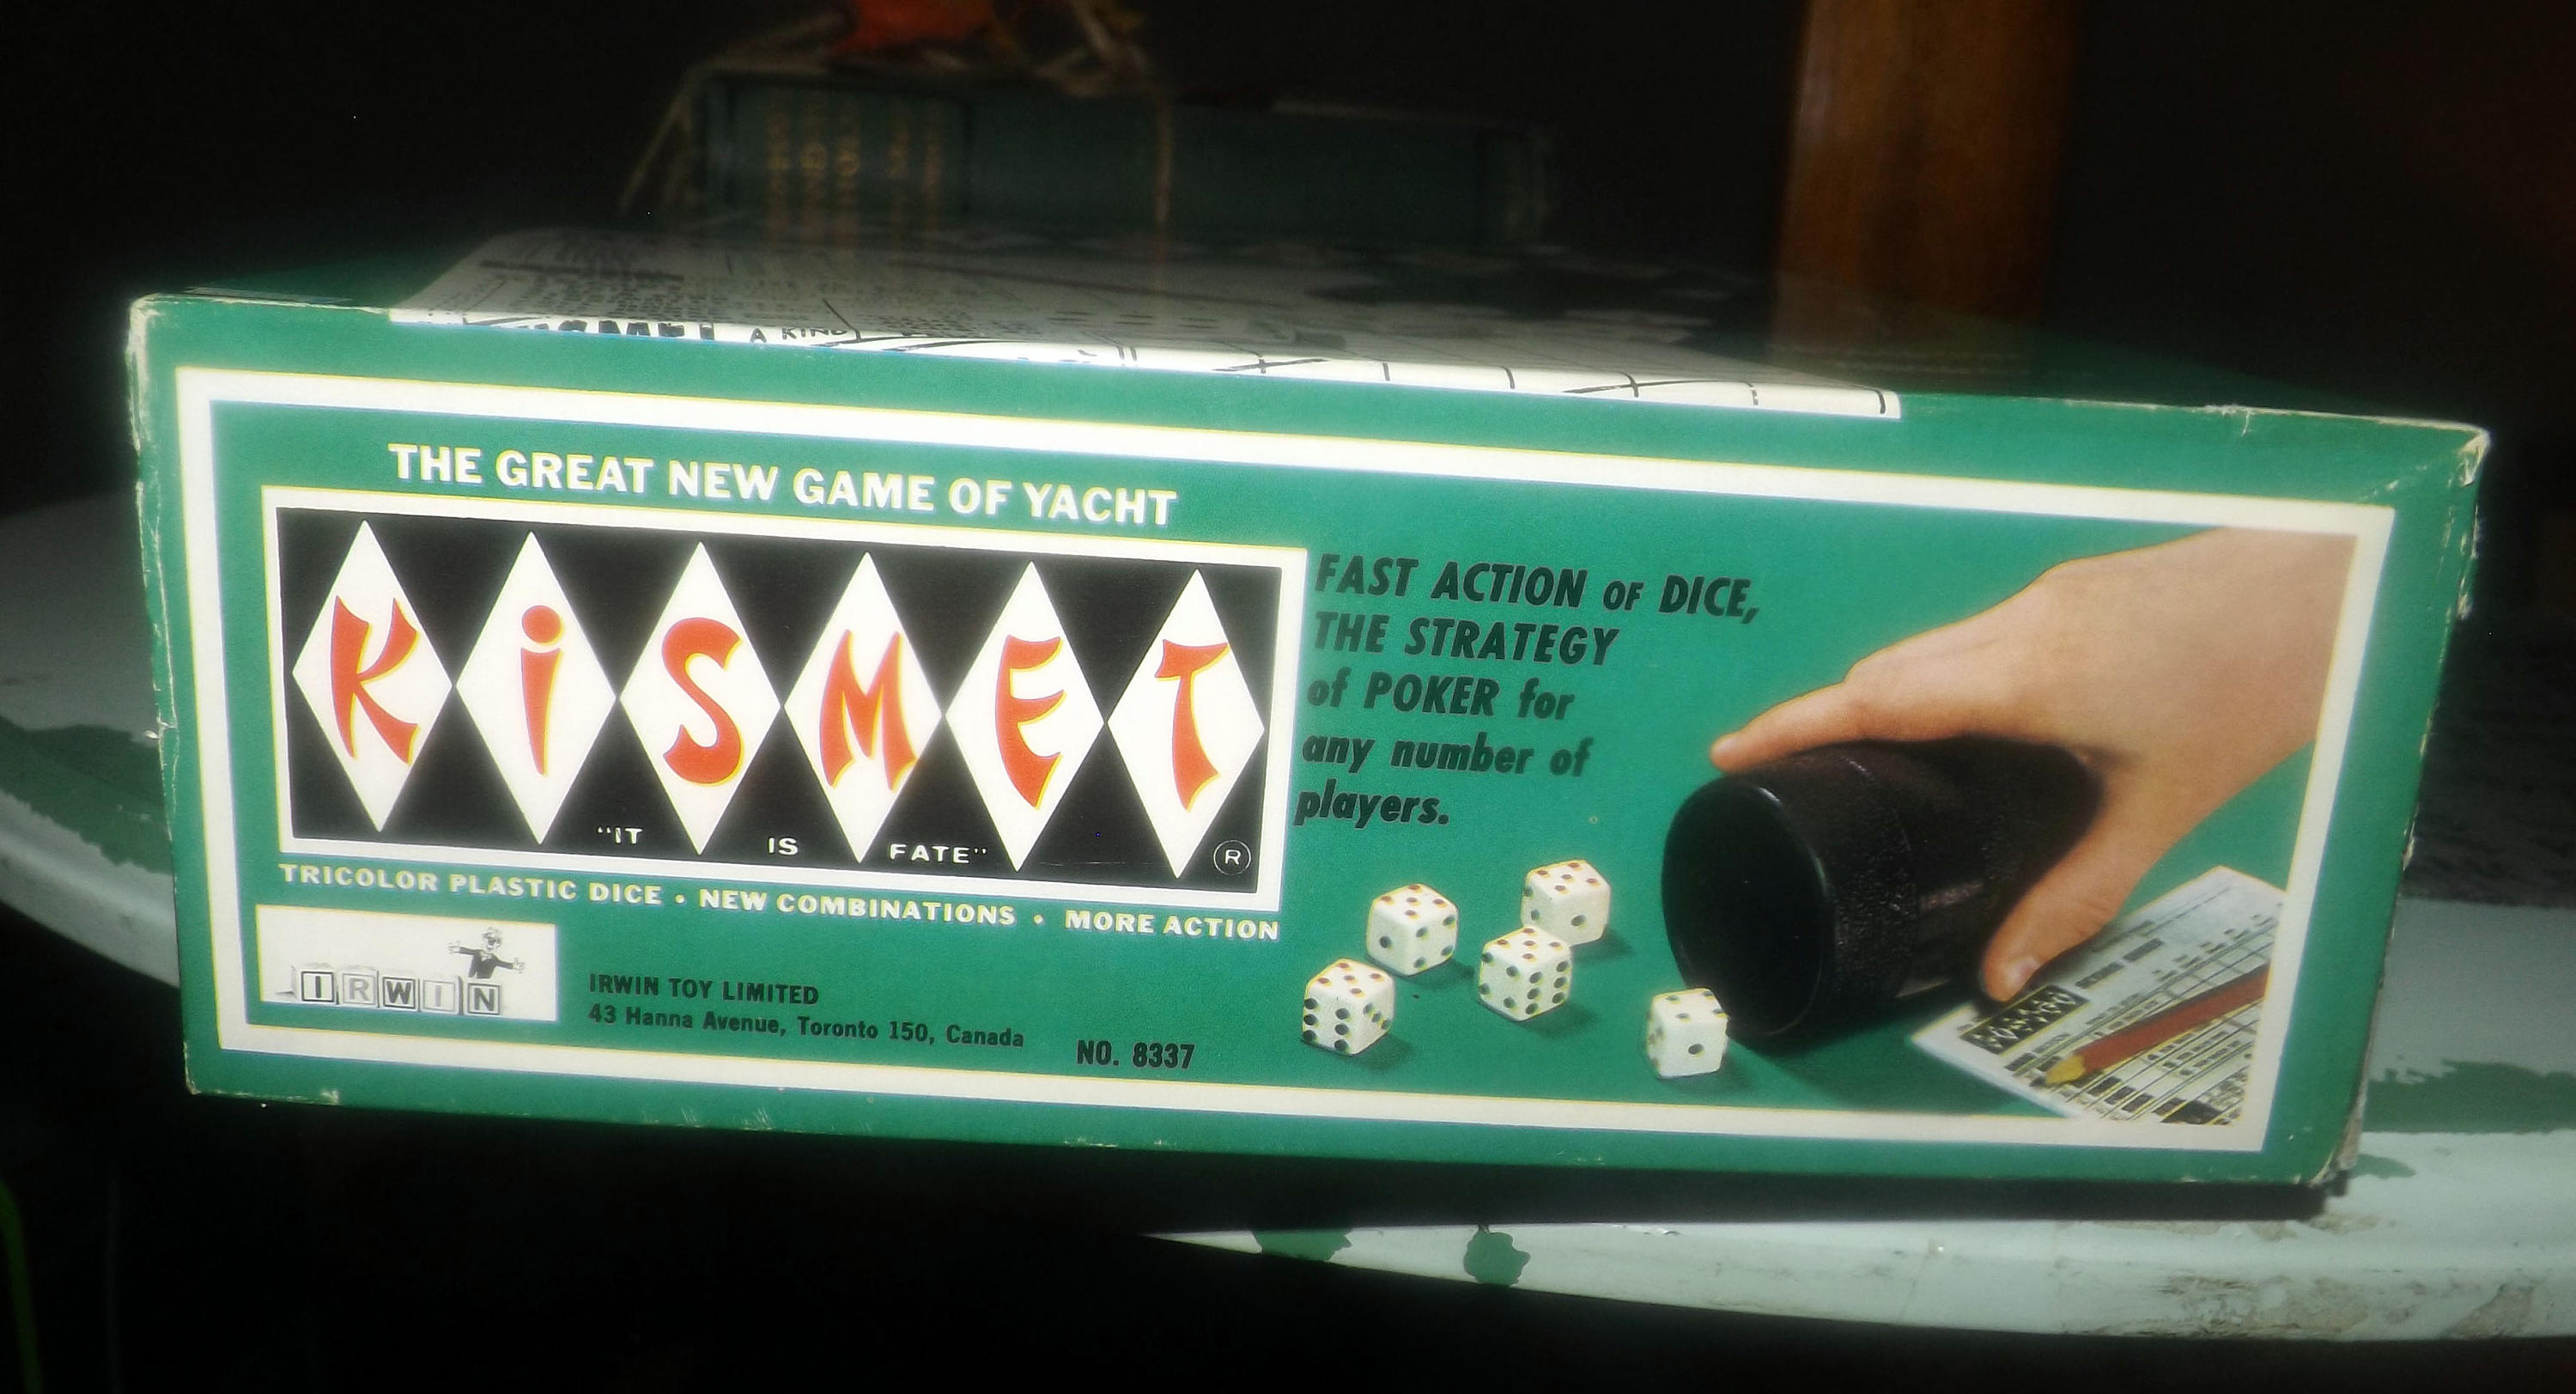 A KIND
THE GREAT NEW GAME OF YACHT
KiSMET
"IT IS FATE" ®
TRICOLOR PLASTIC DICE • NEW COMBINATIONS • MORE ACTION
FAST ACTION OF DICE,
THE STRATEGY
of POKER for
any number of
players.
IRWIN
IRWIN TOY LIMITED
43 Hanna Avenue, Toronto 150, Canada
NO. 8337